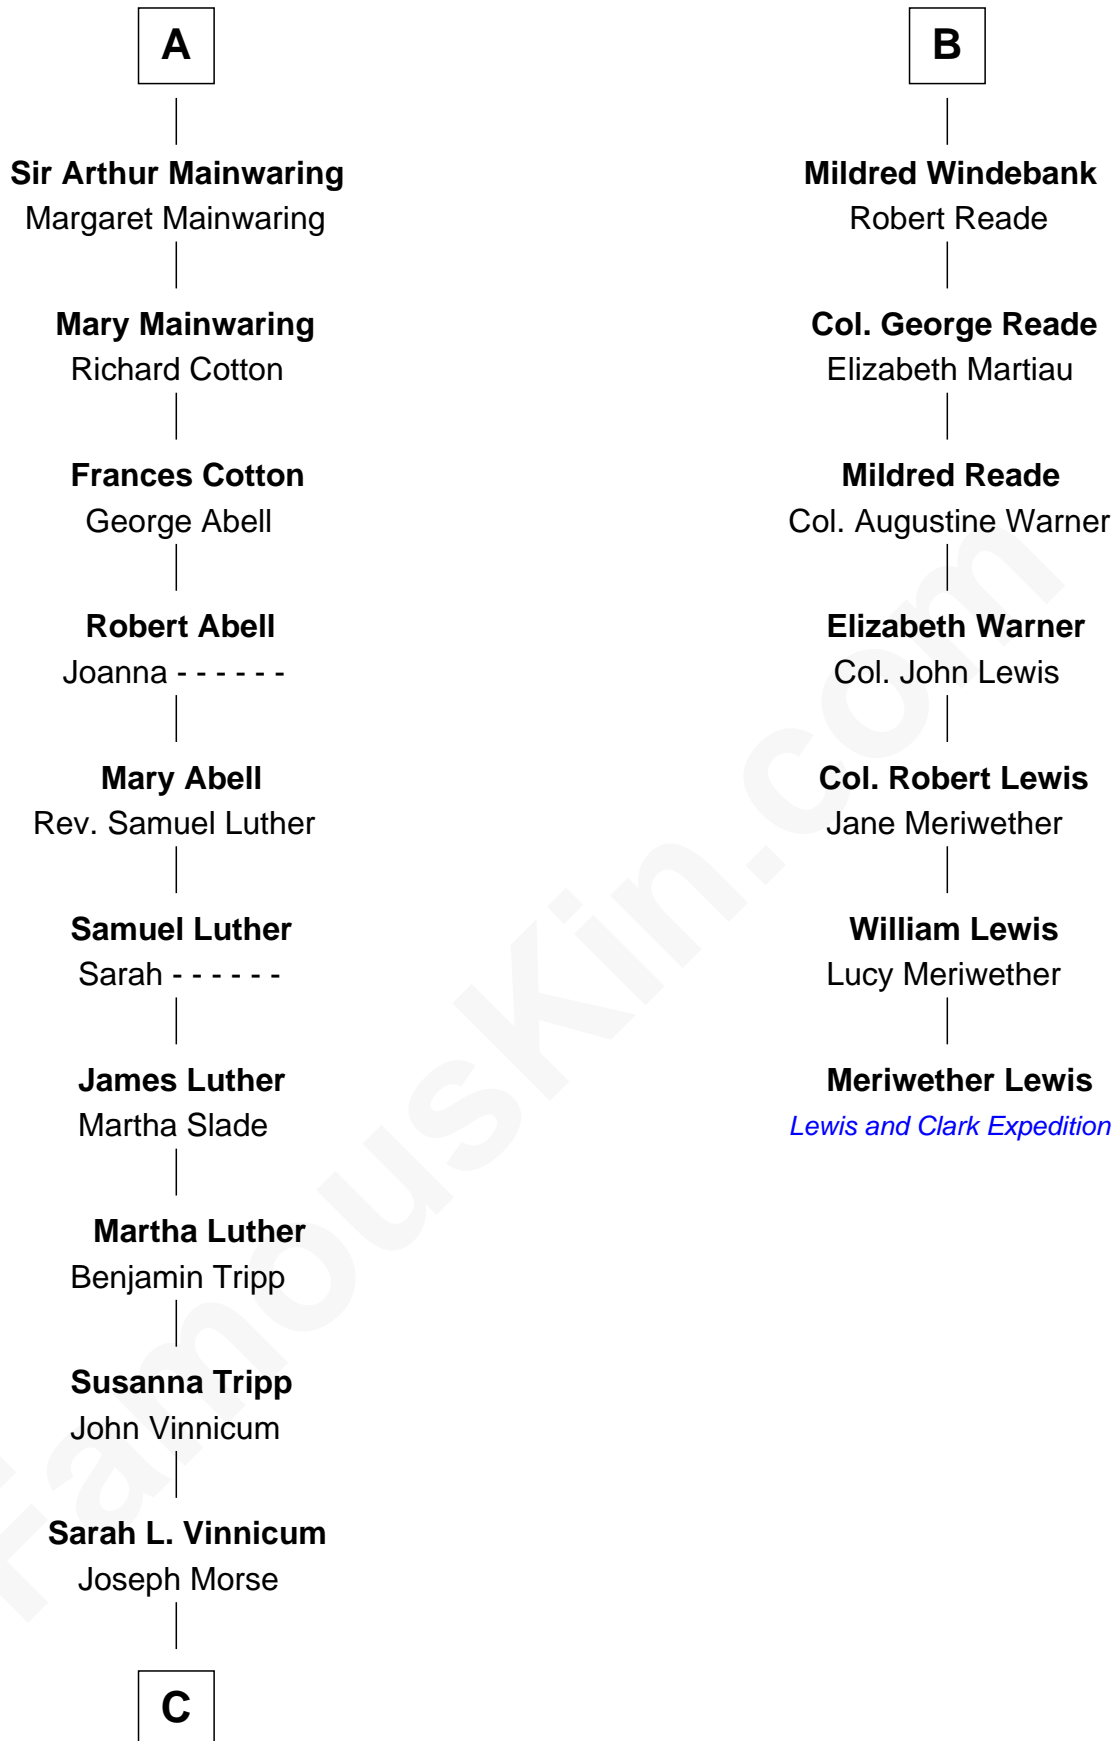 A
Sir Arthur Mainwaring
Margaret Mainwaring
Mary Mainwaring
Richard Cotton
Frances Cotton
George Abell
Robert Abell
Joanna - - - - - -
Mary Abell
Rev. Samuel Luther
Samuel Luther
Sarah - - - - - -
James Luther
Martha Slade
Martha Luther
Benjamin Tripp
Susanna Tripp
John Vinnicum
Sarah L. Vinnicum
Joseph Morse
C
B
Mildred Windebank
Robert Reade
Col. George Reade
Elizabeth Martiau
Mildred Reade
Col. Augustine Warner
Elizabeth Warner
Col. John Lewis
Col. Robert Lewis
Jane Meriwether
William Lewis
Lucy Meriwether
Meriwether Lewis
Lewis and Clark Expedition
FamousKin.com